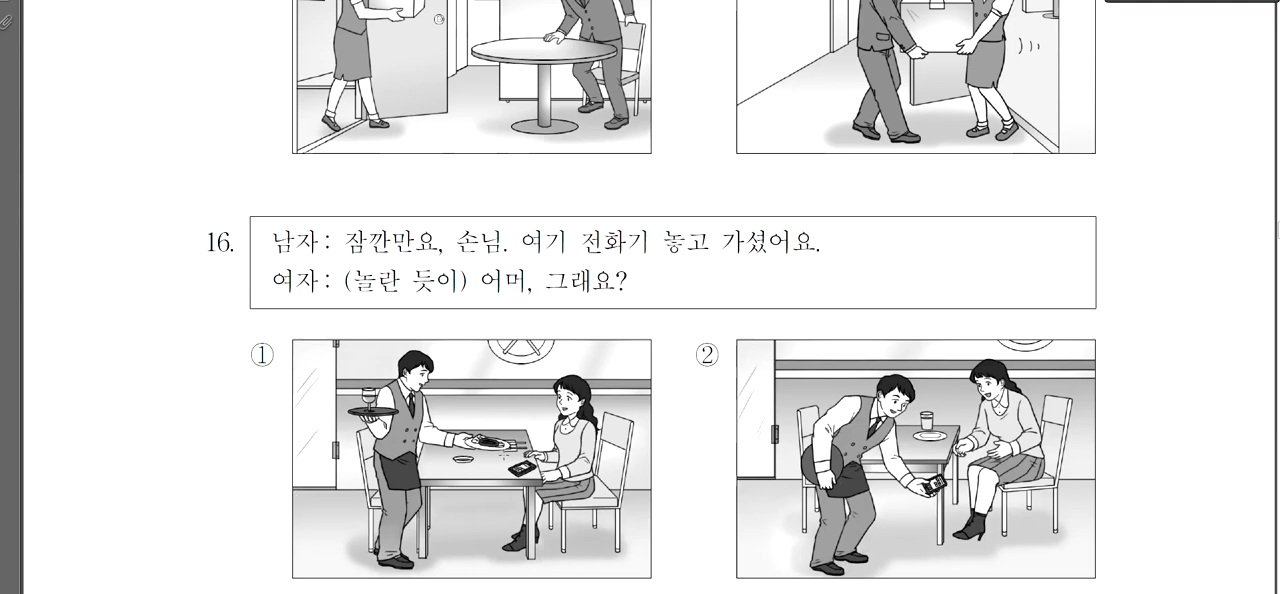 16.
남자: 잠깐만요, 손님. 여기 전화기 놓고 가셨어요.
여자: (놀란 듯이) 어머, 그래요?
① ②